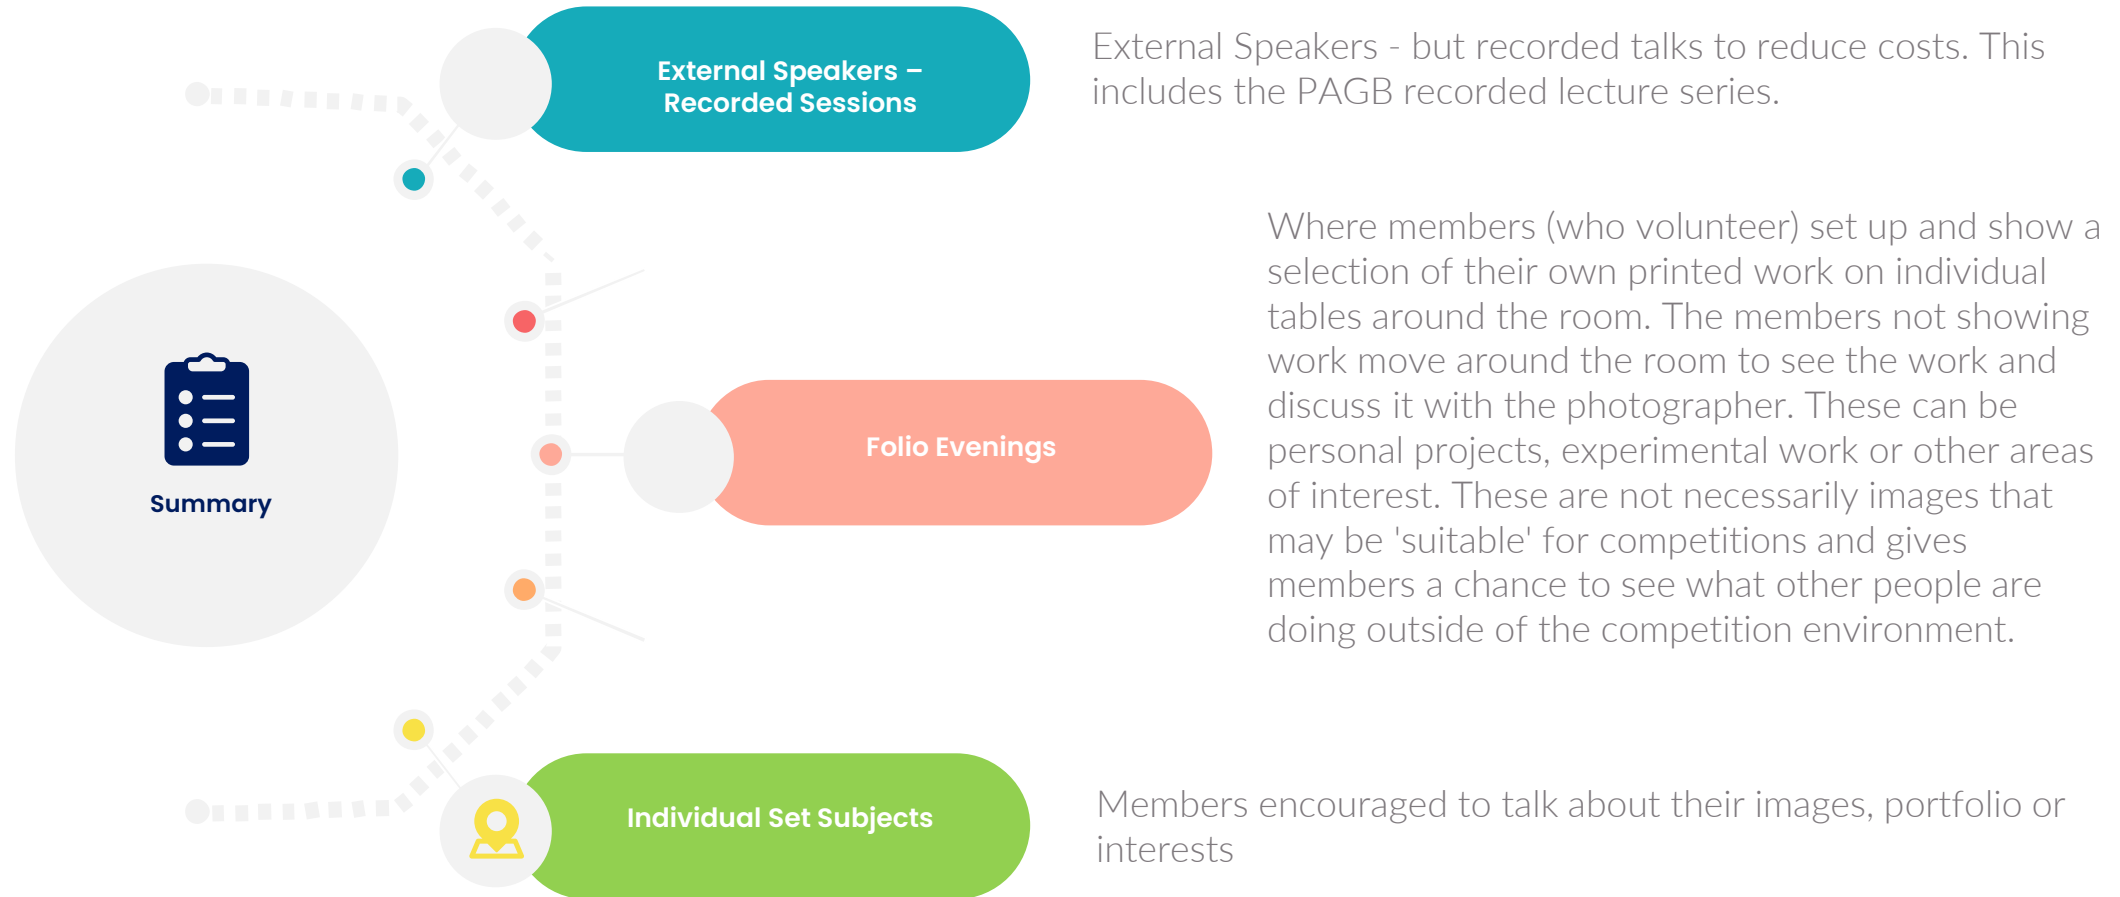 Summary
External Speakers –
Recorded Sessions
External Speakers - but recorded talks to reduce costs. This
includes the PAGB recorded lecture series.
Folio Evenings
Where members (who volunteer) set up and show a
selection of their own printed work on individual
tables around the room. The members not showing
work move around the room to see the work and
discuss it with the photographer. These can be
personal projects, experimental work or other areas
of interest. These are not necessarily images that
may be 'suitable' for competitions and gives
members a chance to see what other people are
doing outside of the competition environment.
Individual Set Subjects
Members encouraged to talk about their images, portfolio or
interests